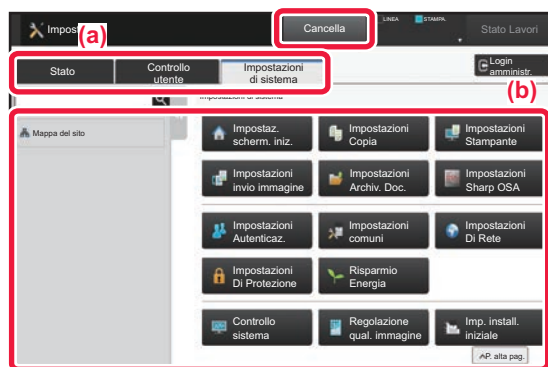 Impos
(a)
Cancella
LINEA
STAMPA.
Stato Lavori
Stato
Controllo
utente
Impostazioni
di sistema
Login
amministr.
(b)
Impostazioni di sistema
Mappa del sito
Impostaz.
scherm. iniz.
Impostazioni
Copia
Impostazioni
Stampante
Impostazioni
invio immagine
Impostazioni
Archiv. Doc.
Impostazioni
Sharp OSA
Impostazioni
Autenticaz.
Impostazioni
comuni
Impostazioni
Di Rete
Impostazioni
Di Protezione
Risparmio
Energia
Controllo
sistema
Regolazione
qual. immagine
Imp. install.
iniziale
P. alta pag.